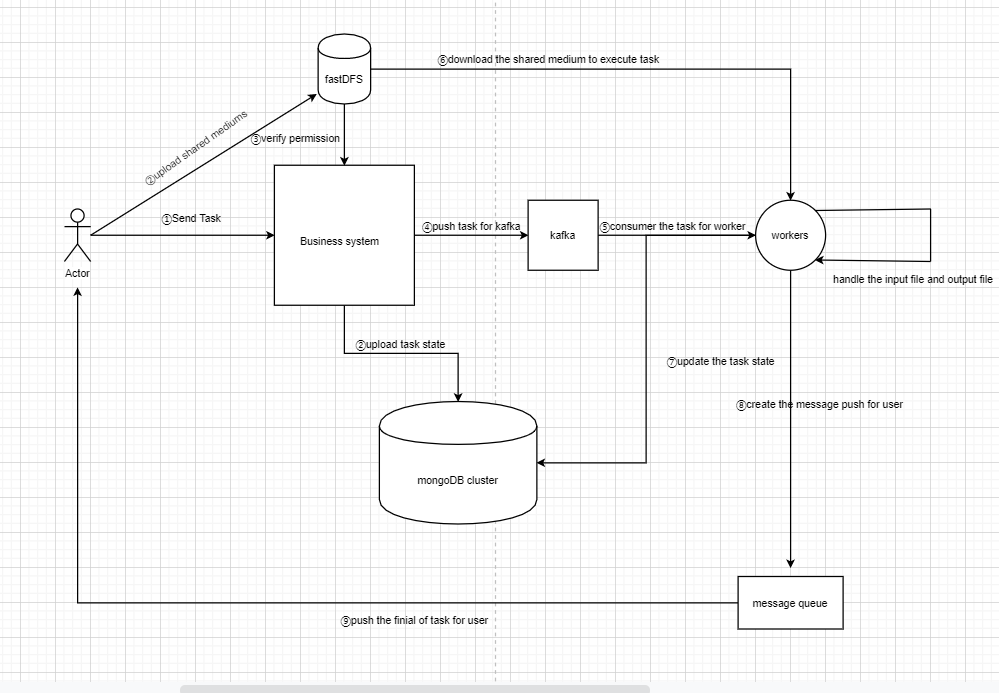 ⑥download the shared medium to execute task
fastDFS
②upload shared mediums
③verify permission
①Send Task
Actor
Business system
④push task for kafka
kafka
⑤consumer the task for worker
workers
handle the input file and output file
②upload task state
⑦update the task state
⑧create the message push for user
mongoDB cluster
message queue
⑨push the finial of task for user